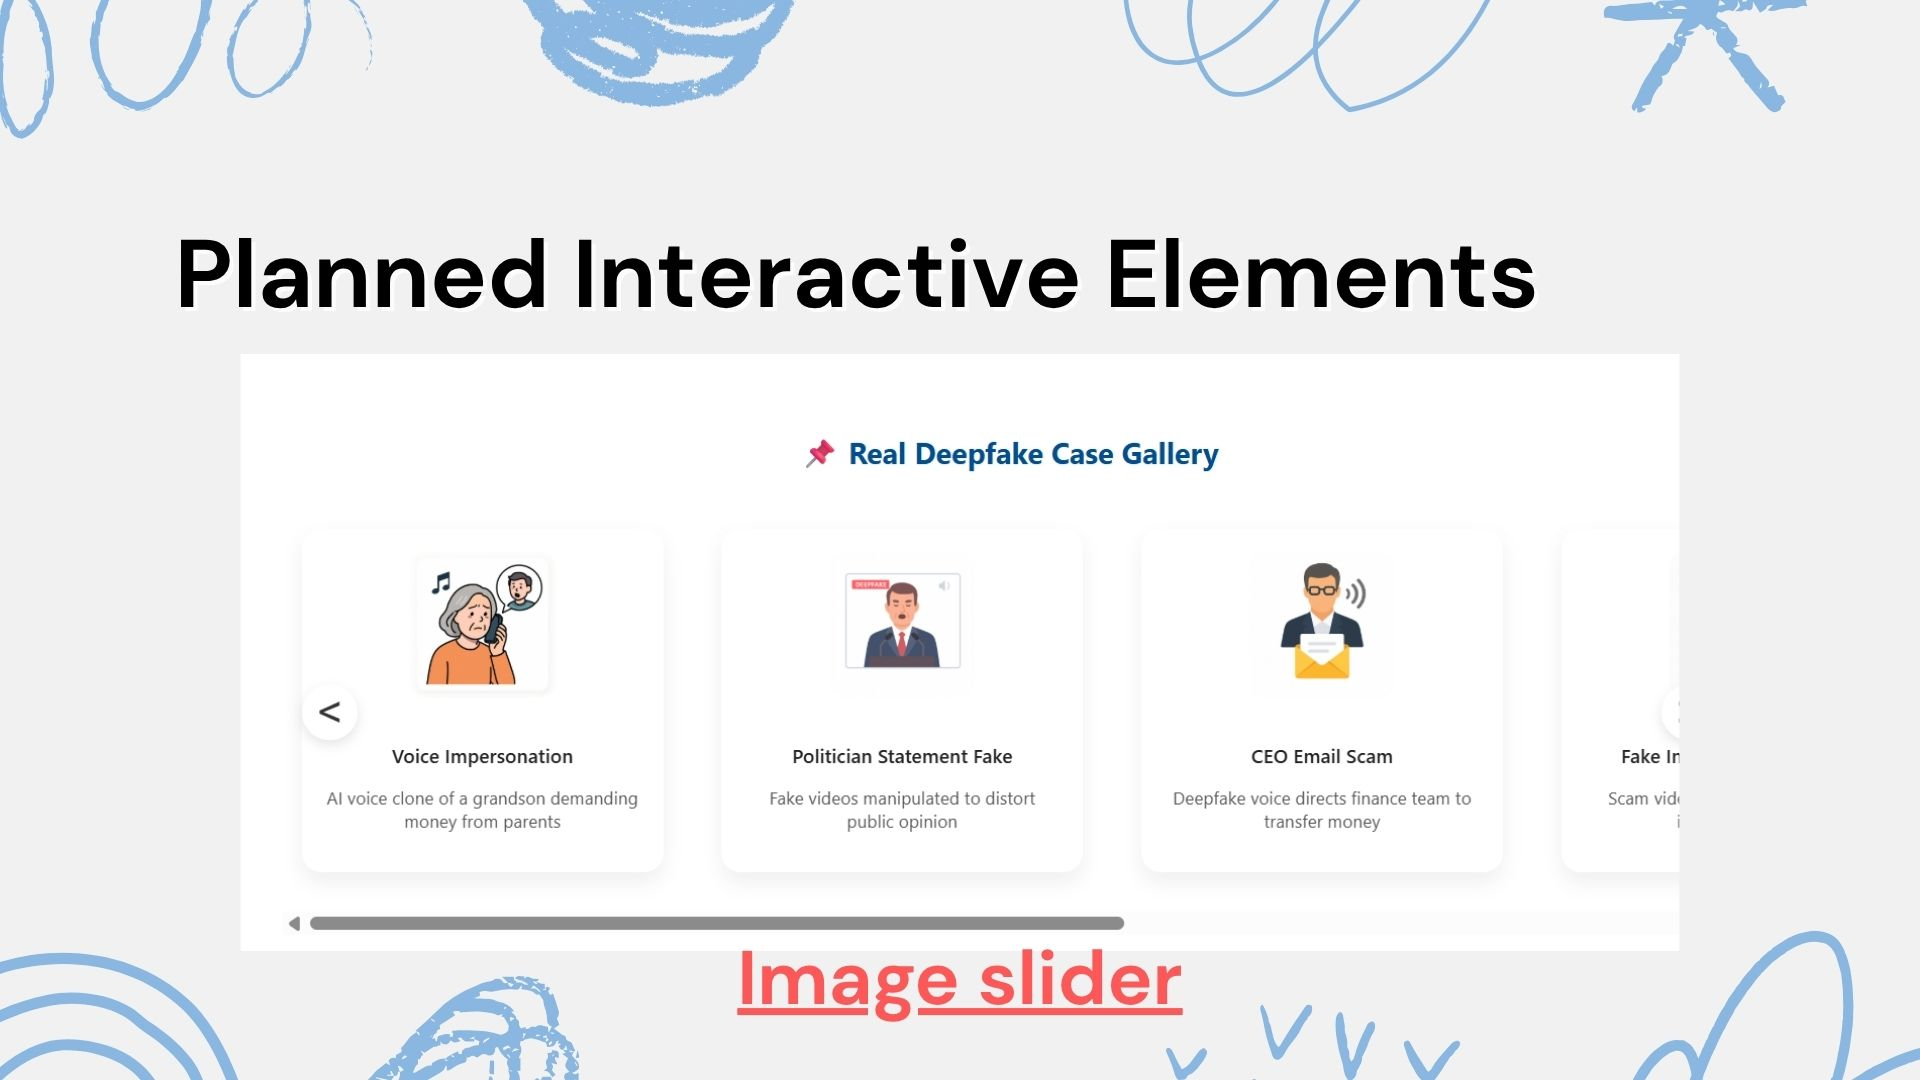 Planned Interactive Elements
Real Deepfake Case Gallery
DEEPFAKE
<
Voice Impersonation
AI voice clone of a grandson demanding
money from parents
Politician Statement Fake
Fake videos manipulated to distort
public opinion
CEO Email Scam
Deepfake voice directs finance team to
transfer money
Fake
Scam
Image slider